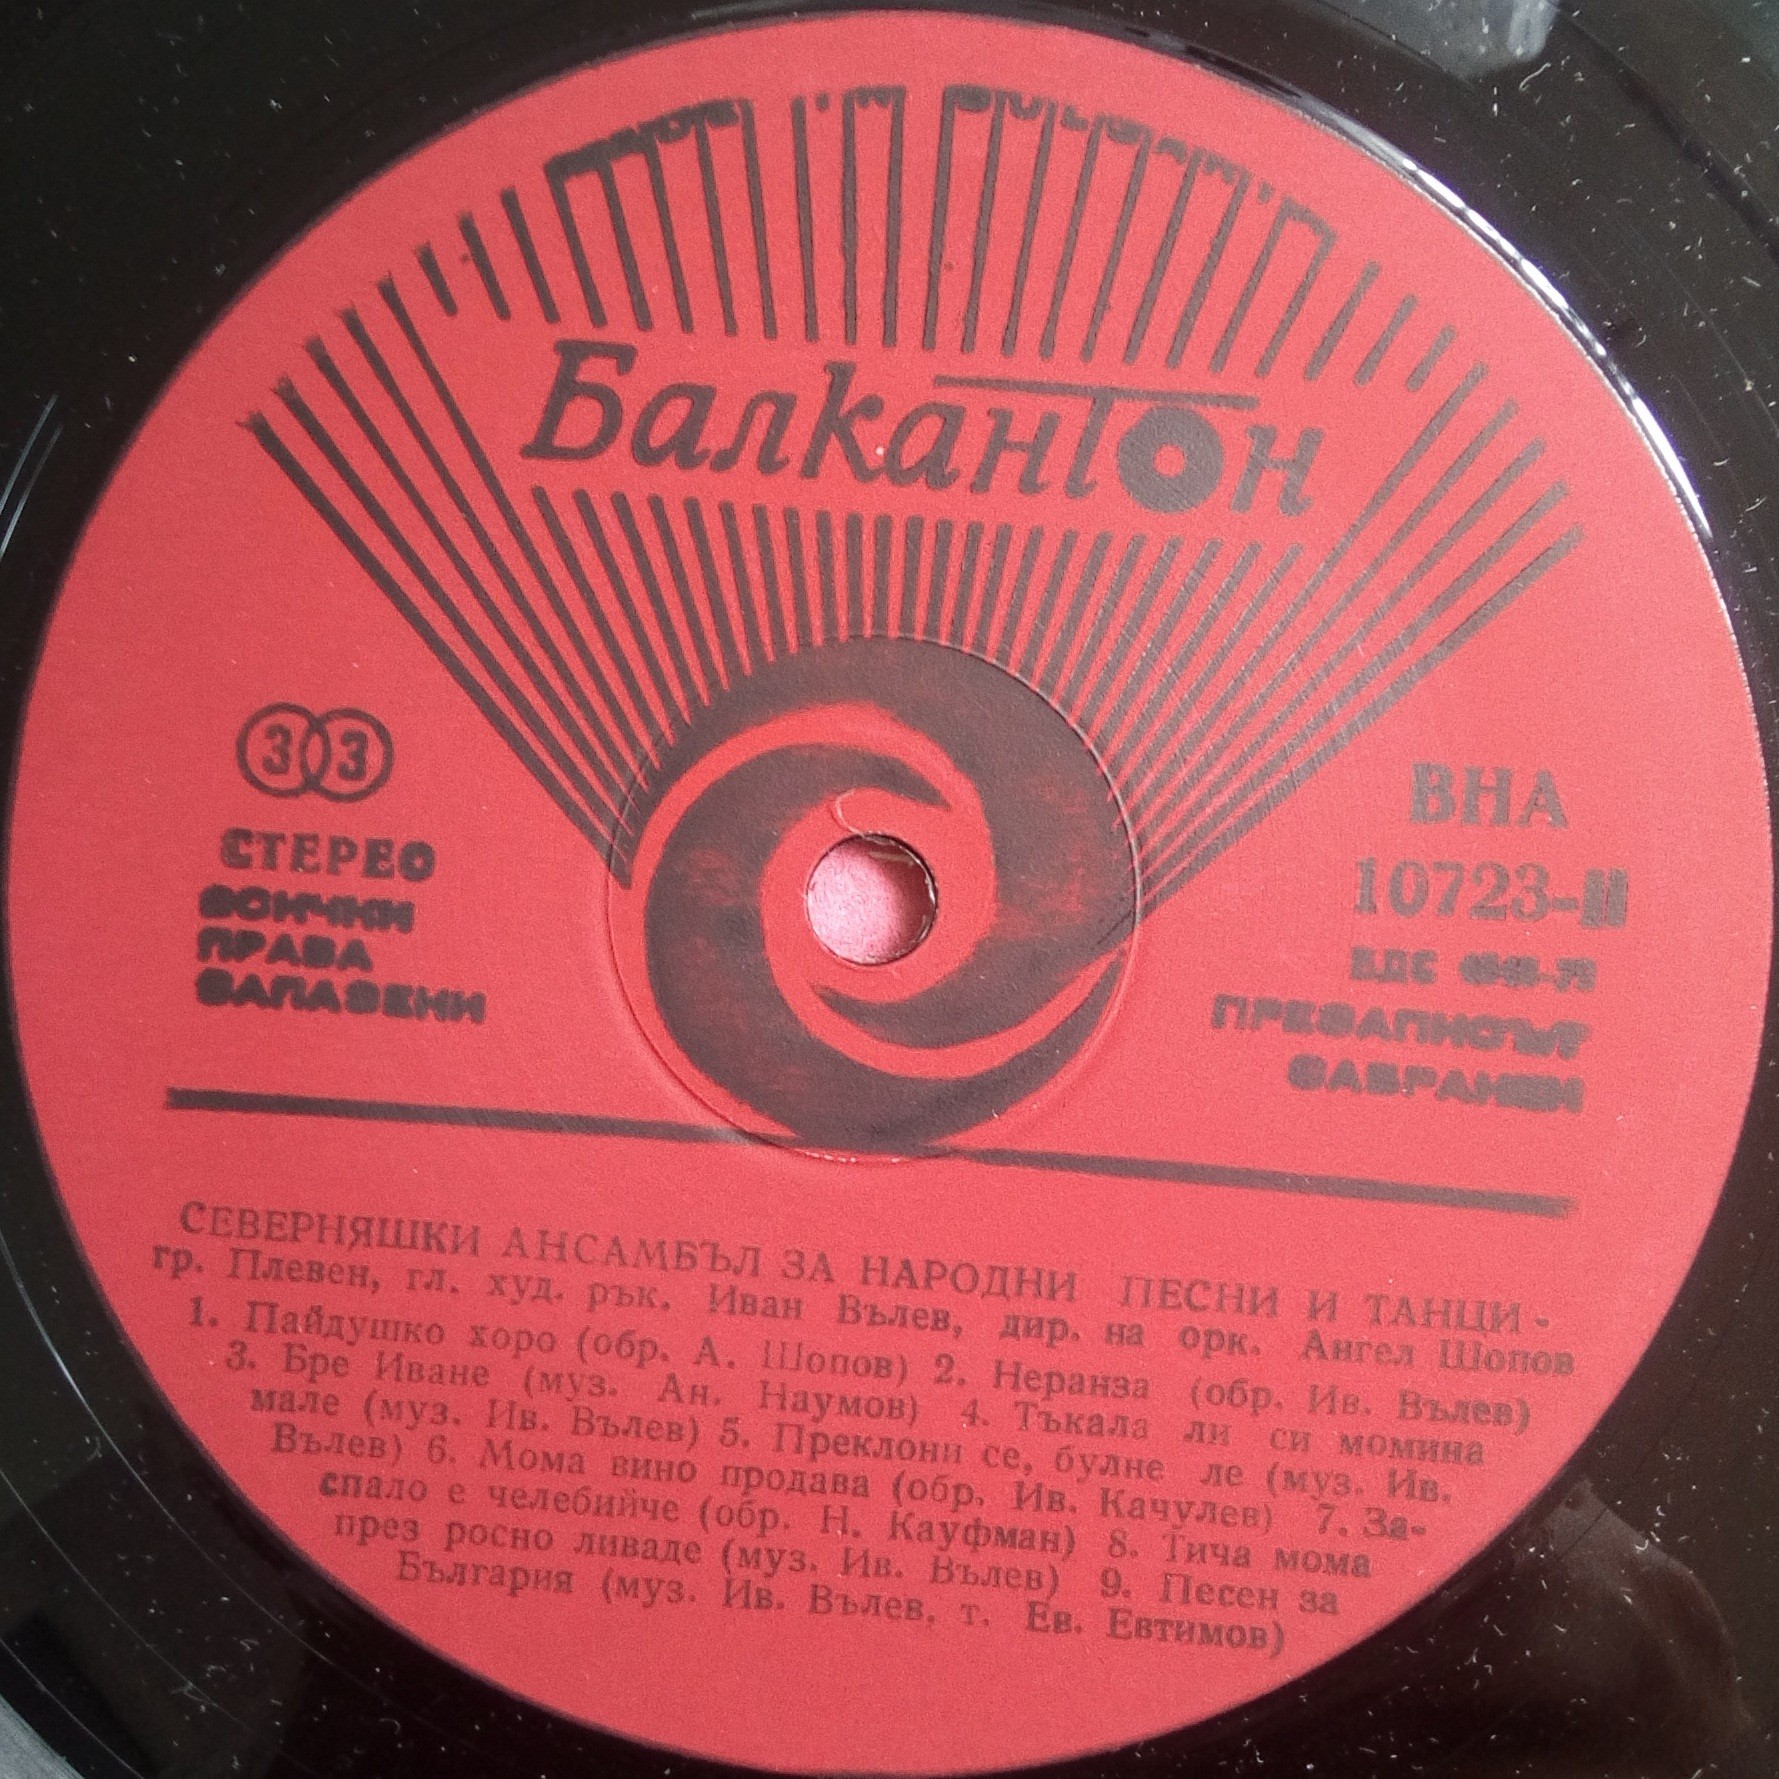 Балкантон
33
СТЕРЕО
ВСИЧКИ
ПРАВА
ЗАПАЗЕНИ
ВНА
10723-II
БДС
ПРЕЗАПИСЪТ
ЗАБРАНЕН
СЕВЕРНЯШКИ АНСАМБЪЛ ЗА НАРОДНИ ПЕСНИ И ТАНЦИ -
гр. Плевен, гл. худ. рък. Иван Вълев, дир. на орк. Ангел Шопов
1. Пайдушко хоро (обр. А. Шопов) 2. Неранза (обр. Ив. Вълев)
3. Бре Иване (муз. Ан. Наумов) 4. Тъкала ли си момина
мале (муз. Ив. Вълев) 5. Преклони се, булне ле (муз. Ив.
Вълев) 6. Мома вино продава (обр. Ив. Качулев) 7. За-
спало е челебийче (обр. Н. Кауфман) 8. Тича мома
през росно ливаде (муз. Ив. Вълев) 9. Песен за
България (муз. Ив. Вълев, т. Ев. Евтимов)